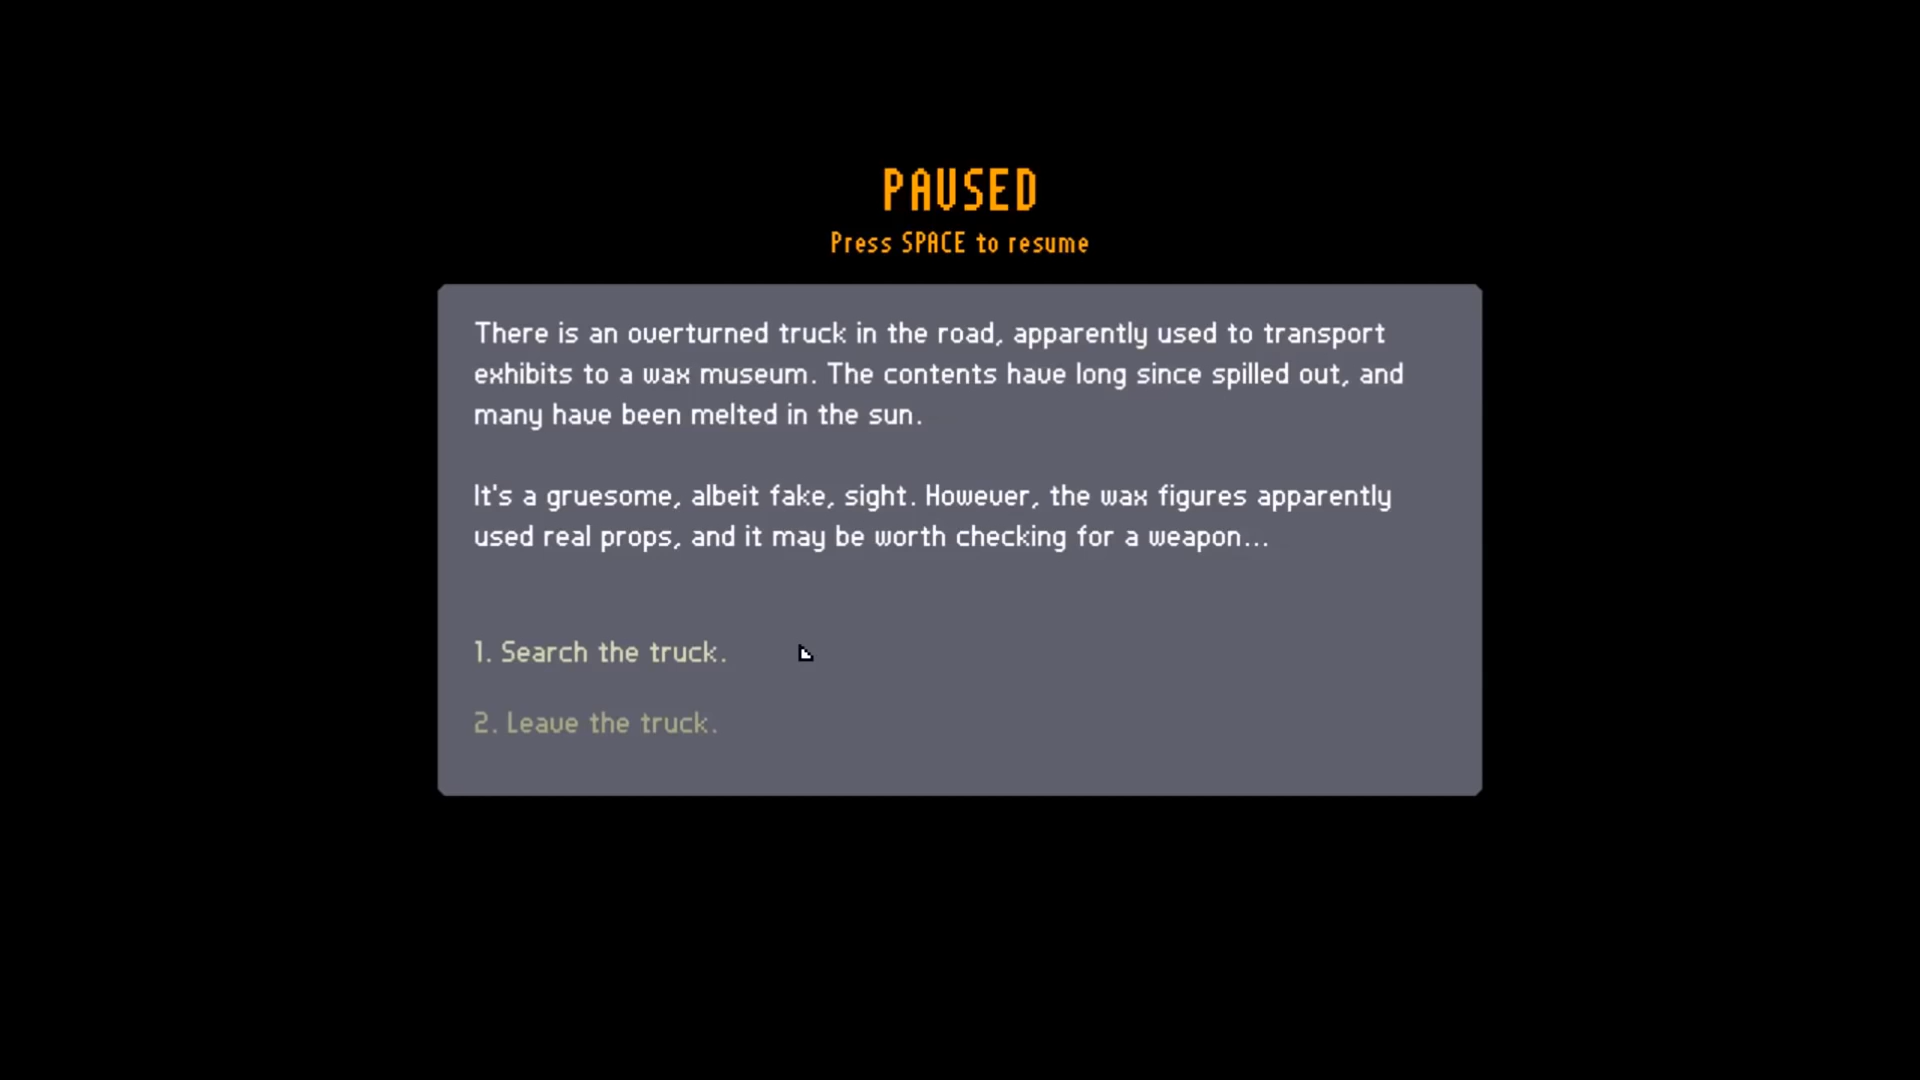 PAUSED
Press SPACE to resume
There is an overturned truck in the road, apparently used to transport
exhibits to a wax museum. The contents have long since spilled out, and
many have been melted in the sun.
It's a gruesome, albeit fake, sight. However, the wax figures apparently
used real props, and it may be worth checking for a weapon...
1. Search the truck.
2. Leave the truck.